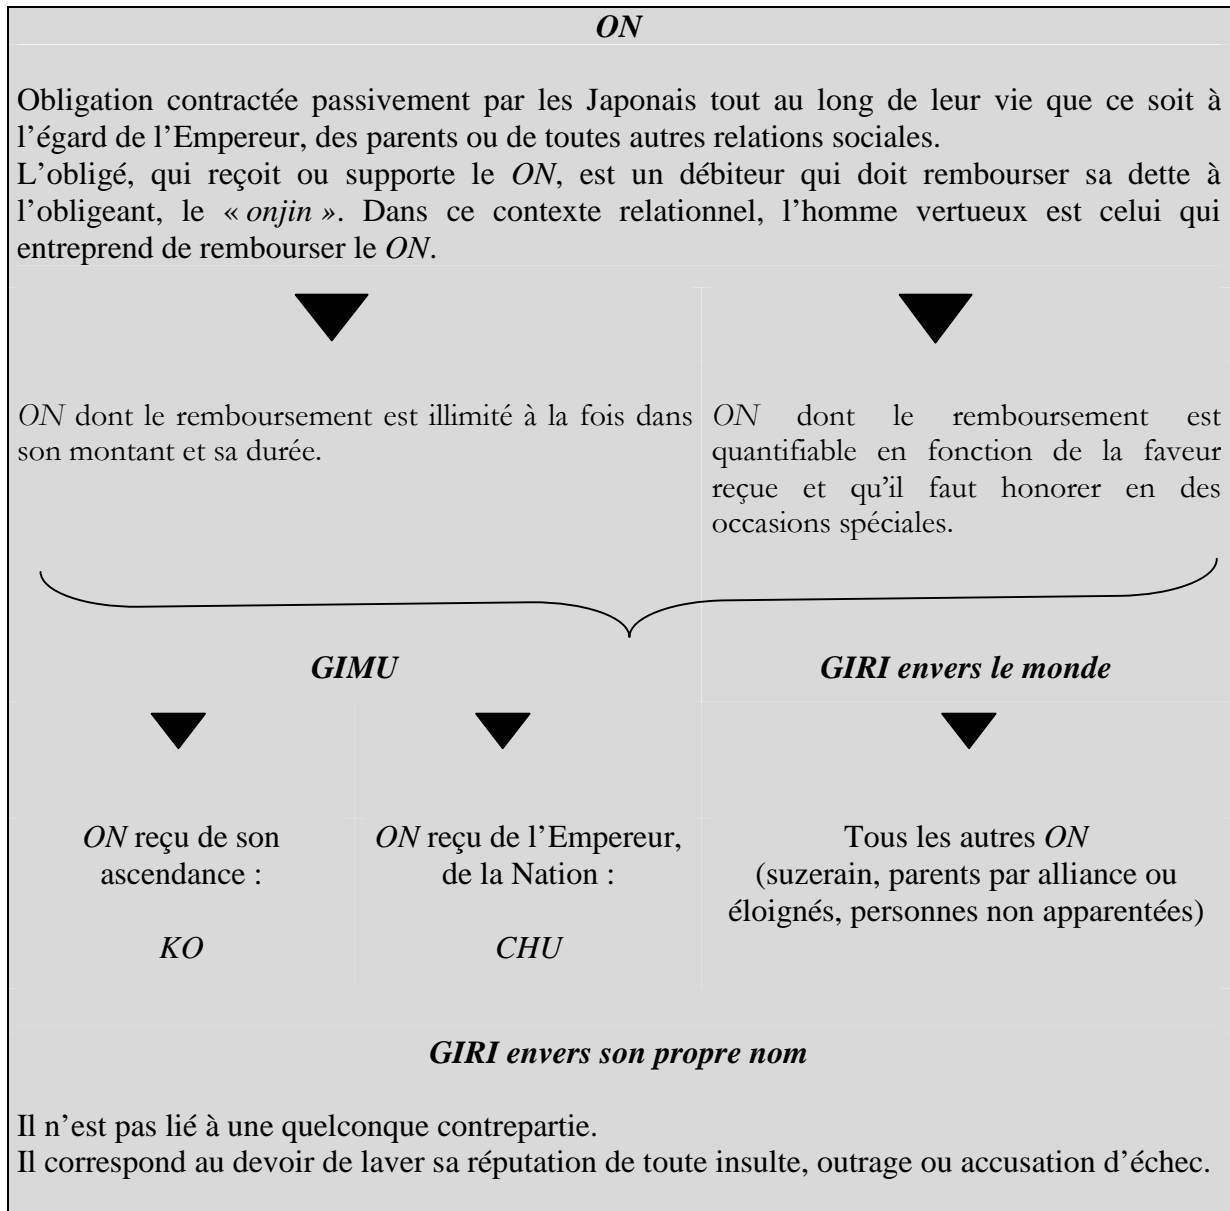 ON
Obligation contractée passivement par les Japonais tout au long de leur vie que ce soit à
l’égard de l’Empereur, des parents ou de toutes autres relations sociales.
L’obligé, qui reçoit ou supporte le ON, est un débiteur qui doit rembourser sa dette à
l’obligeant, le « onjin ». Dans ce contexte relationnel, l’homme vertueux est celui qui
entreprend de rembourser le ON.
ON dont le remboursement est illimité à la fois dans
son montant et sa durée.
ON dont le remboursement est
quantifiable en fonction de la faveur
reçue et qu’il faut honorer en des
occasions spéciales.
GIMU
GIRI envers le monde
ON reçu de son
ascendance :
KO
ON reçu de l’Empereur,
de la Nation :
CHU
Tous les autres ON
(suzerain, parents par alliance ou
éloignés, personnes non apparentées)
GIRI envers son propre nom
Il n’est pas lié à une quelconque contrepartie.
Il correspond au devoir de laver sa réputation de toute insulte, outrage ou accusation d’échec.